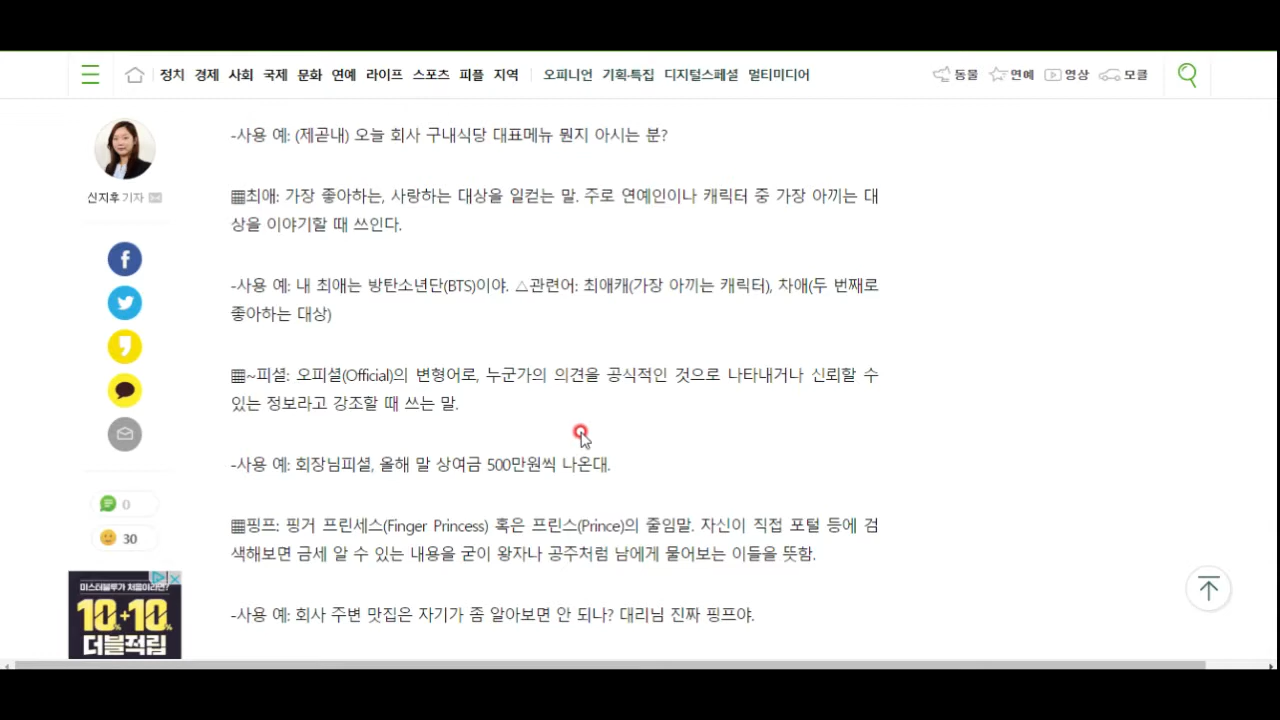 정치 경제 사회 국제 문화 연예 라이프 스포츠 피플 지역 오피니언 기획·특집 디지털스페셜 멀티미디어 동물 연예 영상 모클
-사용 예: (제곧내) 오늘 회사 구내식당 대표메뉴 뭔지 아시는 분?
신지후 기자
▦최애: 가장 좋아하는, 사랑하는 대상을 일컫는 말. 주로 연예인이나 캐릭터 중 가장 아끼는 대
상을 이야기할 때 쓰인다.
-사용 예: 내 최애는 방탄소년단(BTS)이야. △관련어: 최애캐(가장 아끼는 캐릭터), 차애(두 번째로
좋아하는 대상)
▦~피셜: 오피셜(Official)의 변형어로, 누군가의 의견을 공식적인 것으로 나타내거나 신뢰할 수
있는 정보라고 강조할 때 쓰는 말.
-사용 예: 회장님피셜, 올해 말 상여금 500만원씩 나온대.
0
30
▦핑프: 핑거 프린세스(Finger Princess) 혹은 프린스(Prince)의 줄임말. 자신이 직접 포털 등에 검
색해보면 금세 알 수 있는 내용을 굳이 왕자나 공주처럼 남에게 물어보는 이들을 뜻함.
-사용 예: 회사 주변 맛집은 자기가 좀 알아보면 안 되나? 대리님 진짜 핑프야.
미스터블루가 처음이라면?
10%+10%
더블적립